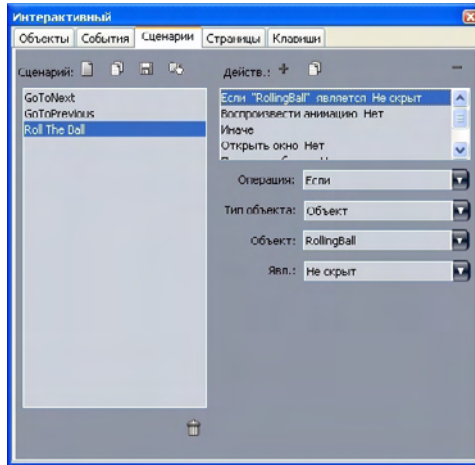 Интерактивный
Объекты События Сценарии Страницы Клавиши
Сценарий: Действ.:
GoToNext
GoToPrevious
Roll The Ball
Если "RollingBall" является Не скрыт
Воспроизвести анимацию Нет
Иначе
Открыть окно Нет
Операция: Если
Тип объекта: Объект
Объект: RollingBall
Явл.: Не скрыт